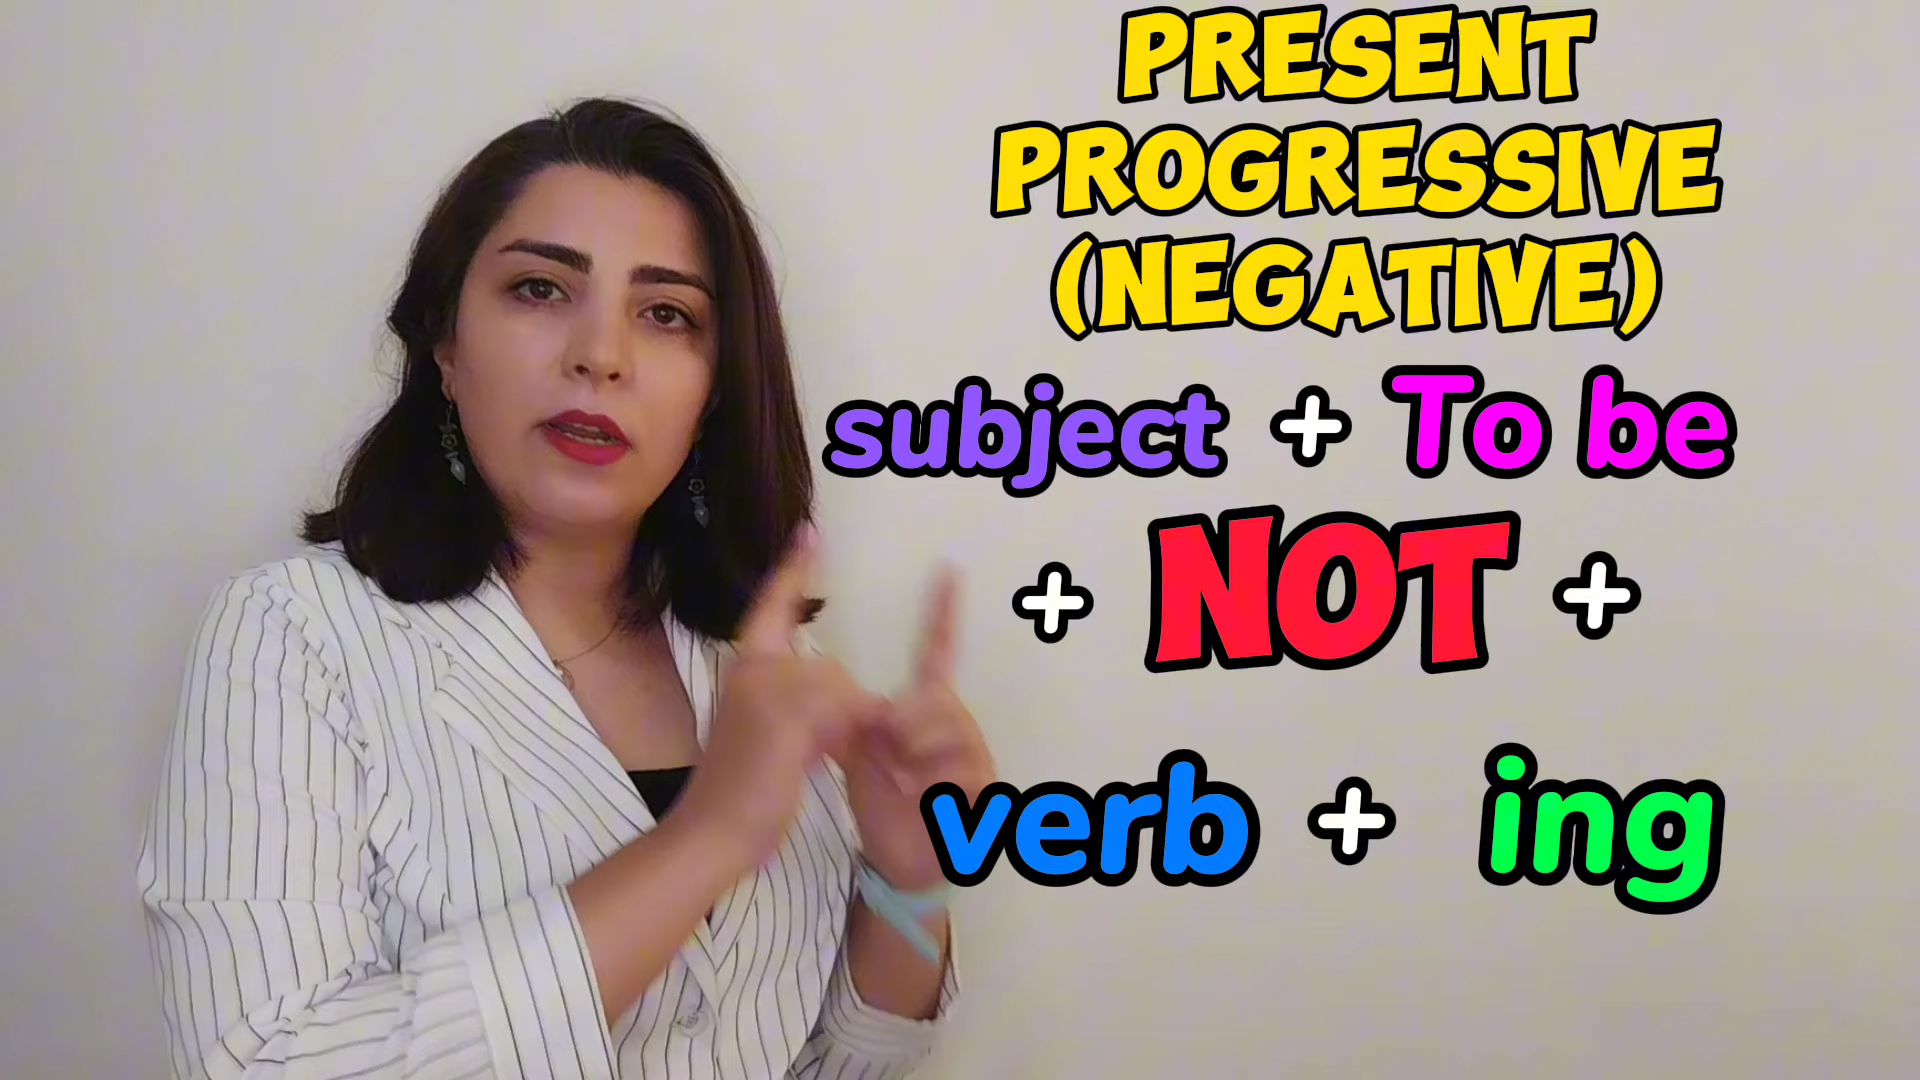 PRESENT
PROGRESSIVE
(NEGATIVE)
subject + To be
+ NOT +
verb + ing